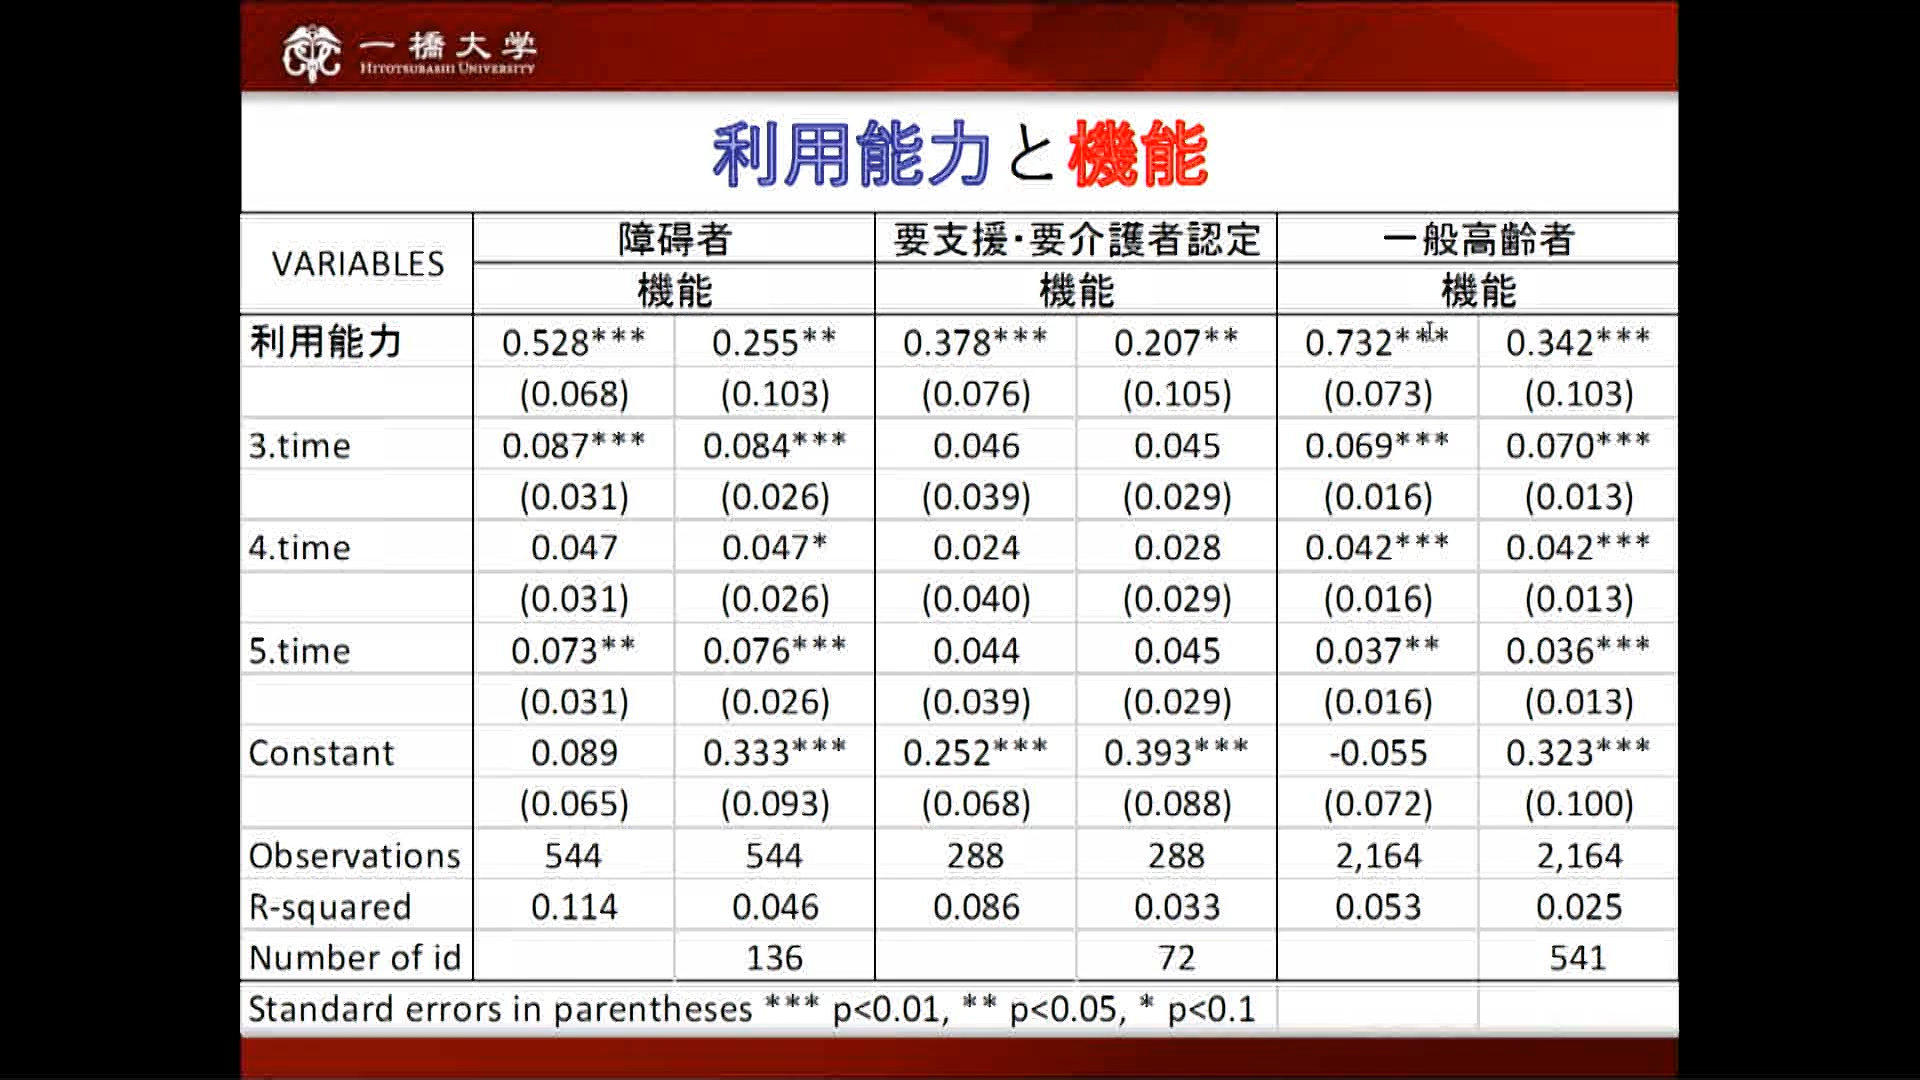 一橋大学
HITOTSUBASHI UNIVERSITY
利用能力と機能
VARIABLES 障碍者 要支援・要介護者認定 一般高齢者
機能 機能 機能
利用能力 0.528*** 0.255** 0.378*** 0.207** 0.732*** 0.342***
(0.068) (0.103) (0.076) (0.105) (0.073) (0.103)
3.time 0.087*** 0.084*** 0.046 0.045 0.069*** 0.070***
(0.031) (0.026) (0.039) (0.029) (0.016) (0.013)
4.time 0.047 0.047* 0.024 0.028 0.042*** 0.042***
(0.031) (0.026) (0.040) (0.029) (0.016) (0.013)
5.time 0.073** 0.076*** 0.044 0.045 0.037** 0.036***
(0.031) (0.026) (0.039) (0.029) (0.016) (0.013)
Constant 0.089 0.333*** 0.252*** 0.393*** -0.055 0.323***
(0.065) (0.093) (0.068) (0.088) (0.072) (0.100)
Observations 544 544 288 288 2,164 2,164
R-squared 0.114 0.046 0.086 0.033 0.053 0.025
Number of id 136 72 541
Standard errors in parentheses *** p<0.01, ** p<0.05, * p<0.1